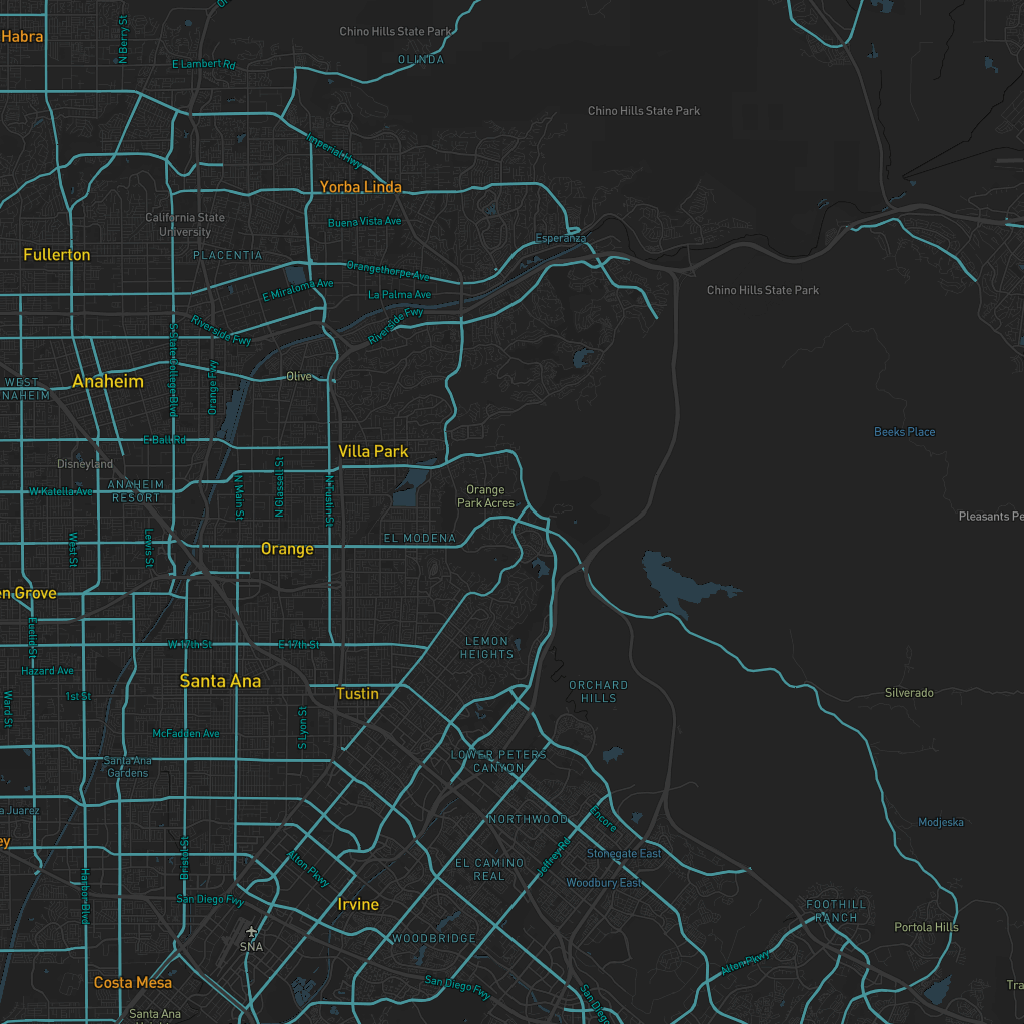 N Berry St
Chino Hills State Park
Habra
OLINDA
E Lambert Rd
Chino Hills State Park
Imperial Hwy
Yorba Linda
California State
University
Buena Vista Ave
Esperanza
Fullerton
PLACENTIA
Orangethorpe Ave
E Miraloma Ave
La Palma Ave
Chino Hills State Park
Riverside Fwy
Riverside Fwy
S State College Blvd
Orange Fwy
WEST
ANAHEIM
Anaheim
Olive
E Ball Rd
Villa Park
Beeks Place
Disneyland
ANAHEIM
RESORT
W Katella Ave
N Main St
N Glassell St
N Tustin St
Orange
Park Acres
Pleasants Pe
West St
Lewis St
Orange
EL MODENA
en Grove
Euclid St
W 17th St
E 17th St
LEMON
HEIGHTS
Hazard Ave
Santa Ana
Tustin
ORCHARD
HILLS
Silverado
Ward St
1st St
S Lyon St
McFadden Ave
Santa Ana
Gardens
LOWER PETERS
CANYON
a Juarez
NORTHWOOD
Encore
Modjeska
ey
Bristol St
Alton Pkwy
EL CAMINO
REAL
Jeffrey Rd
Stonegate East
Woodbury East
Harbor Blvd
San Diego Fwy
Irvine
FOOTHILL
RANCH
Portola Hills
SNA
WOODBRIDGE
Alton Pkwy
Costa Mesa
San Diego Fwy
San Diego
Santa Ana
Tra